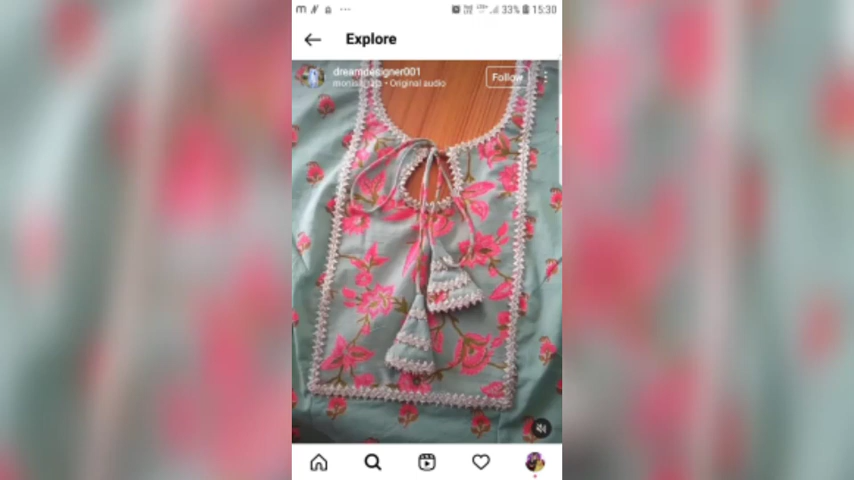 33% 15:30
Explore
dreamdesigner001
• Original audio
Follow